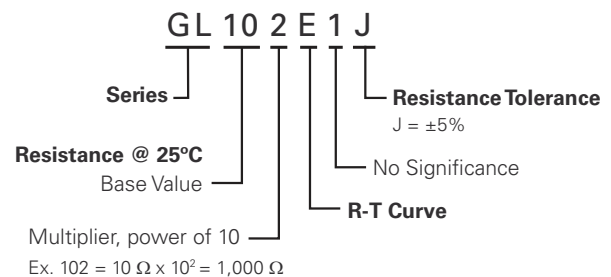 GL 10 2 E 1 J
Series
Resistance Tolerance
J = ±5%
Resistance @ 25ºC
Base Value
No Significance
R-T Curve
Multiplier, power of 10
Ex. 102 = 10 Ω x 10² = 1,000 Ω